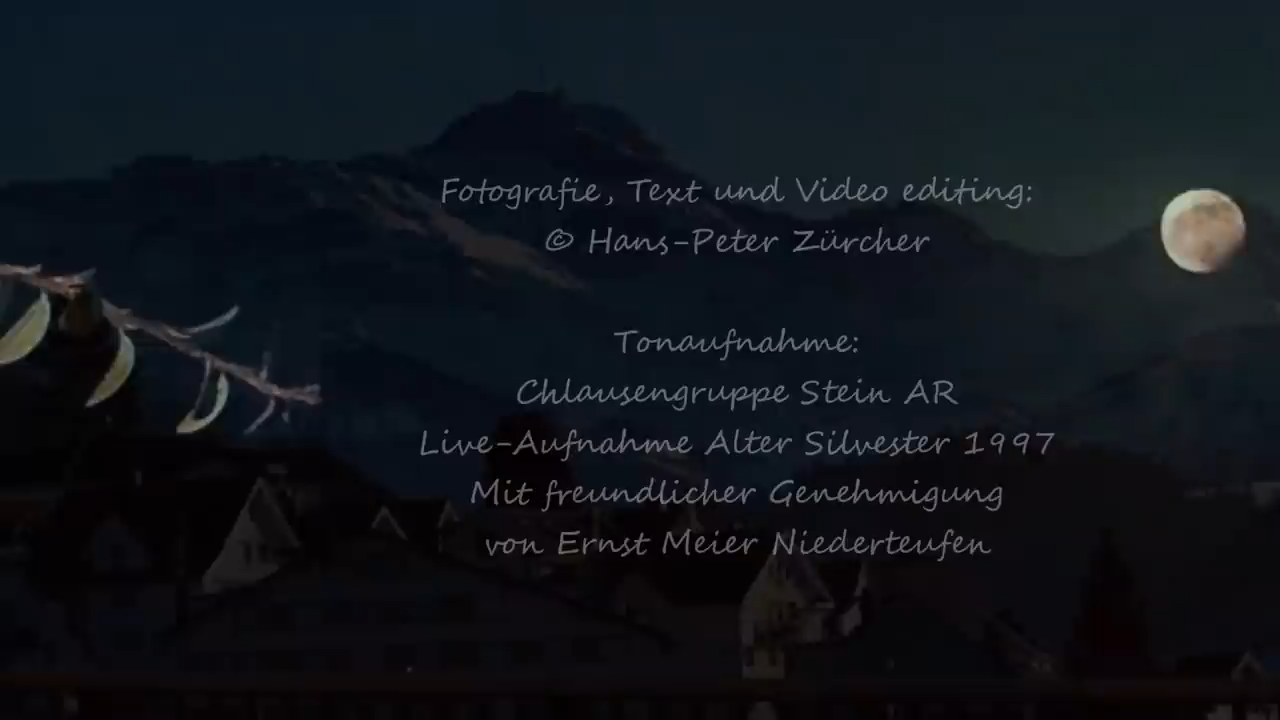 Fotografie, Text und Video editing:
© Hans-Peter Zürcher
Tonaufnahme:
Chlausengruppe Stein AR
Live-Aufnahme Alter Silvester 1997
Mit freundlicher Genehmigung
von Ernst Meier Niederteufen